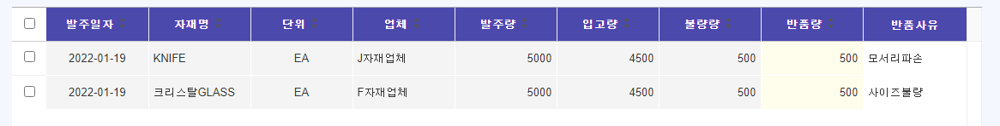 발주일자 자재명 단위 업체 발주량 입고량 불량량 반품량 반품사유
2022-01-19 KNIFE EA J자재업체 5000 4500 500 500 모서리파손
2022-01-19 크리스탈GLASS EA F자재업체 5000 4500 500 500 사이즈불량